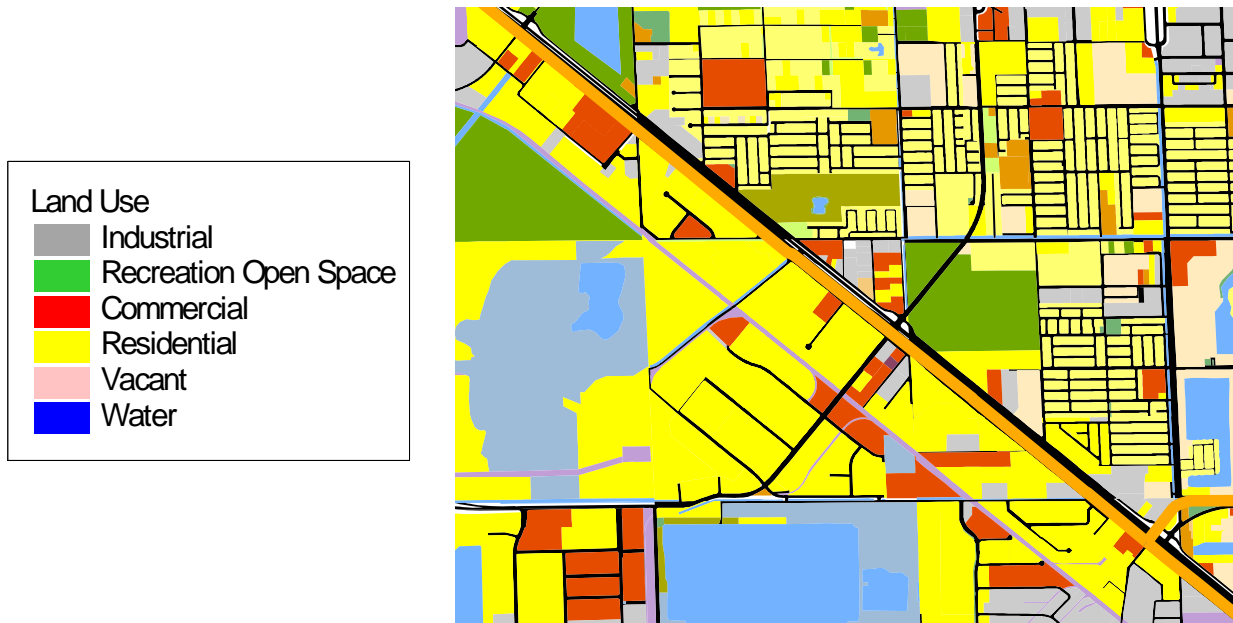 Land Use
Industrial
Recreation Open Space
Commercial
Residential
Vacant
Water